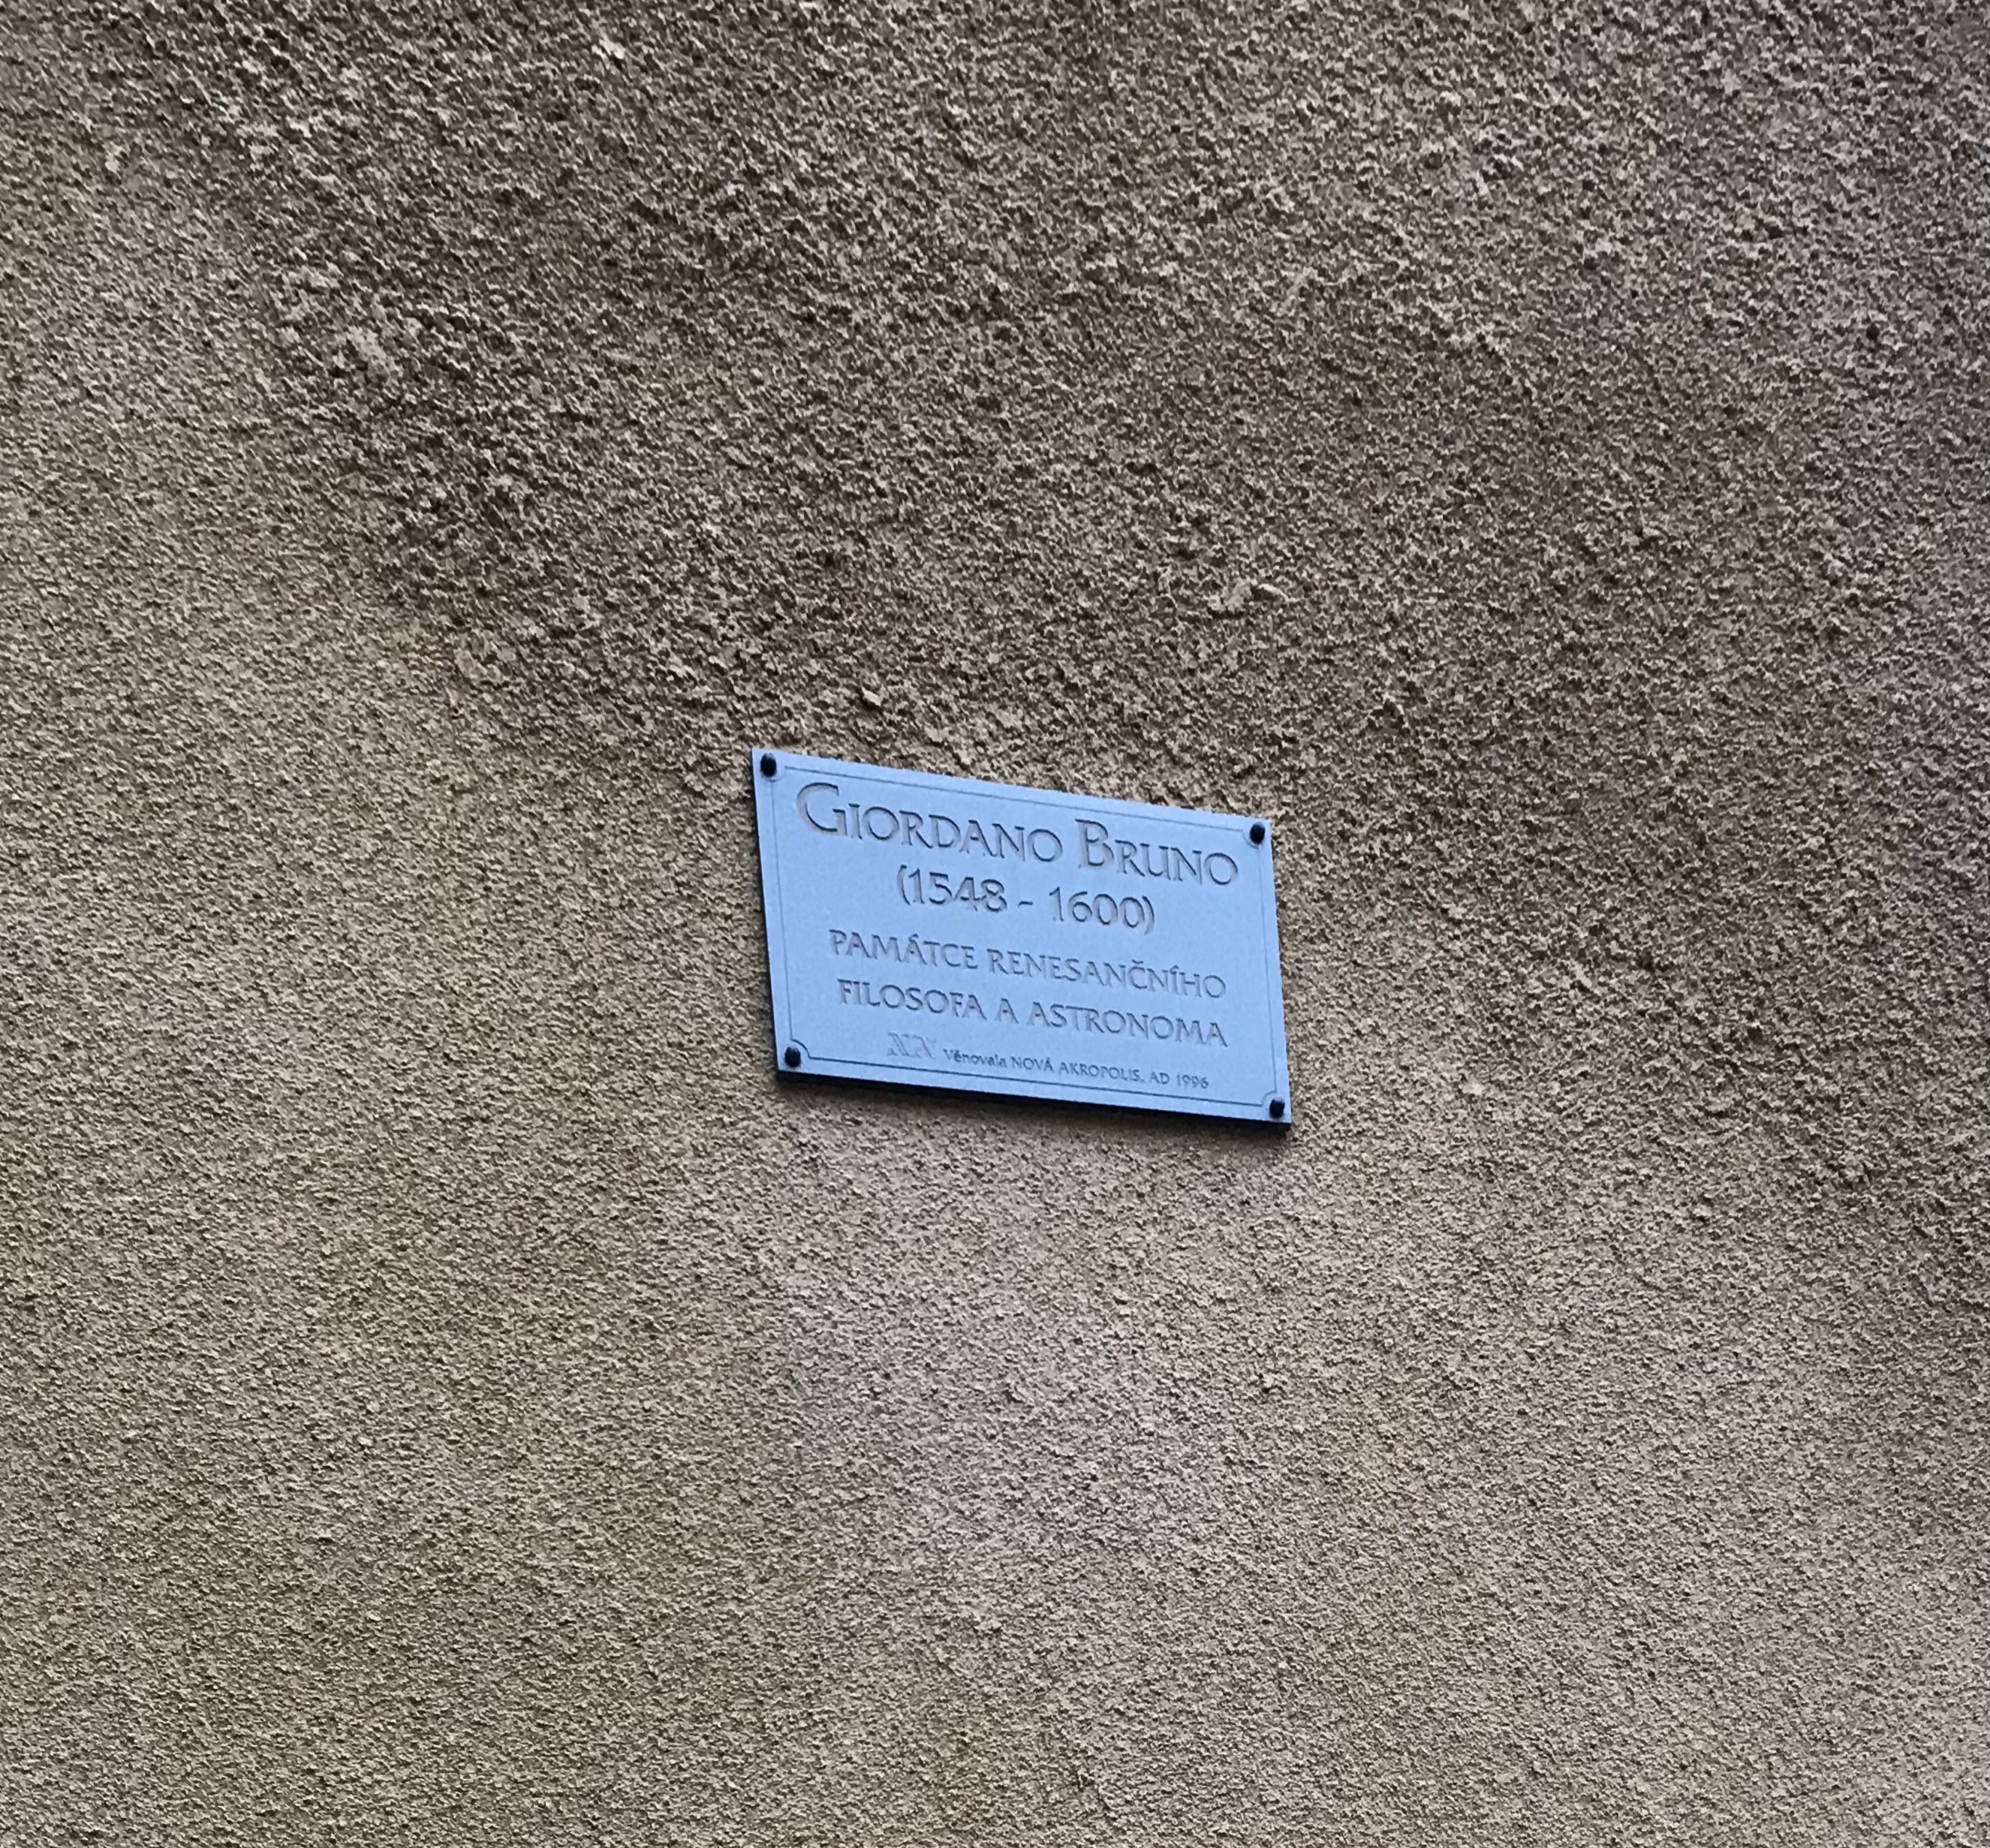 GIORDANO BRUNO
(1548 - 1600)
PAMÁTCE RENESANČNÍHO
FILOSOFA A ASTRONOMA
Věnovala NOVÁ AKROPOLIS, AD 1996